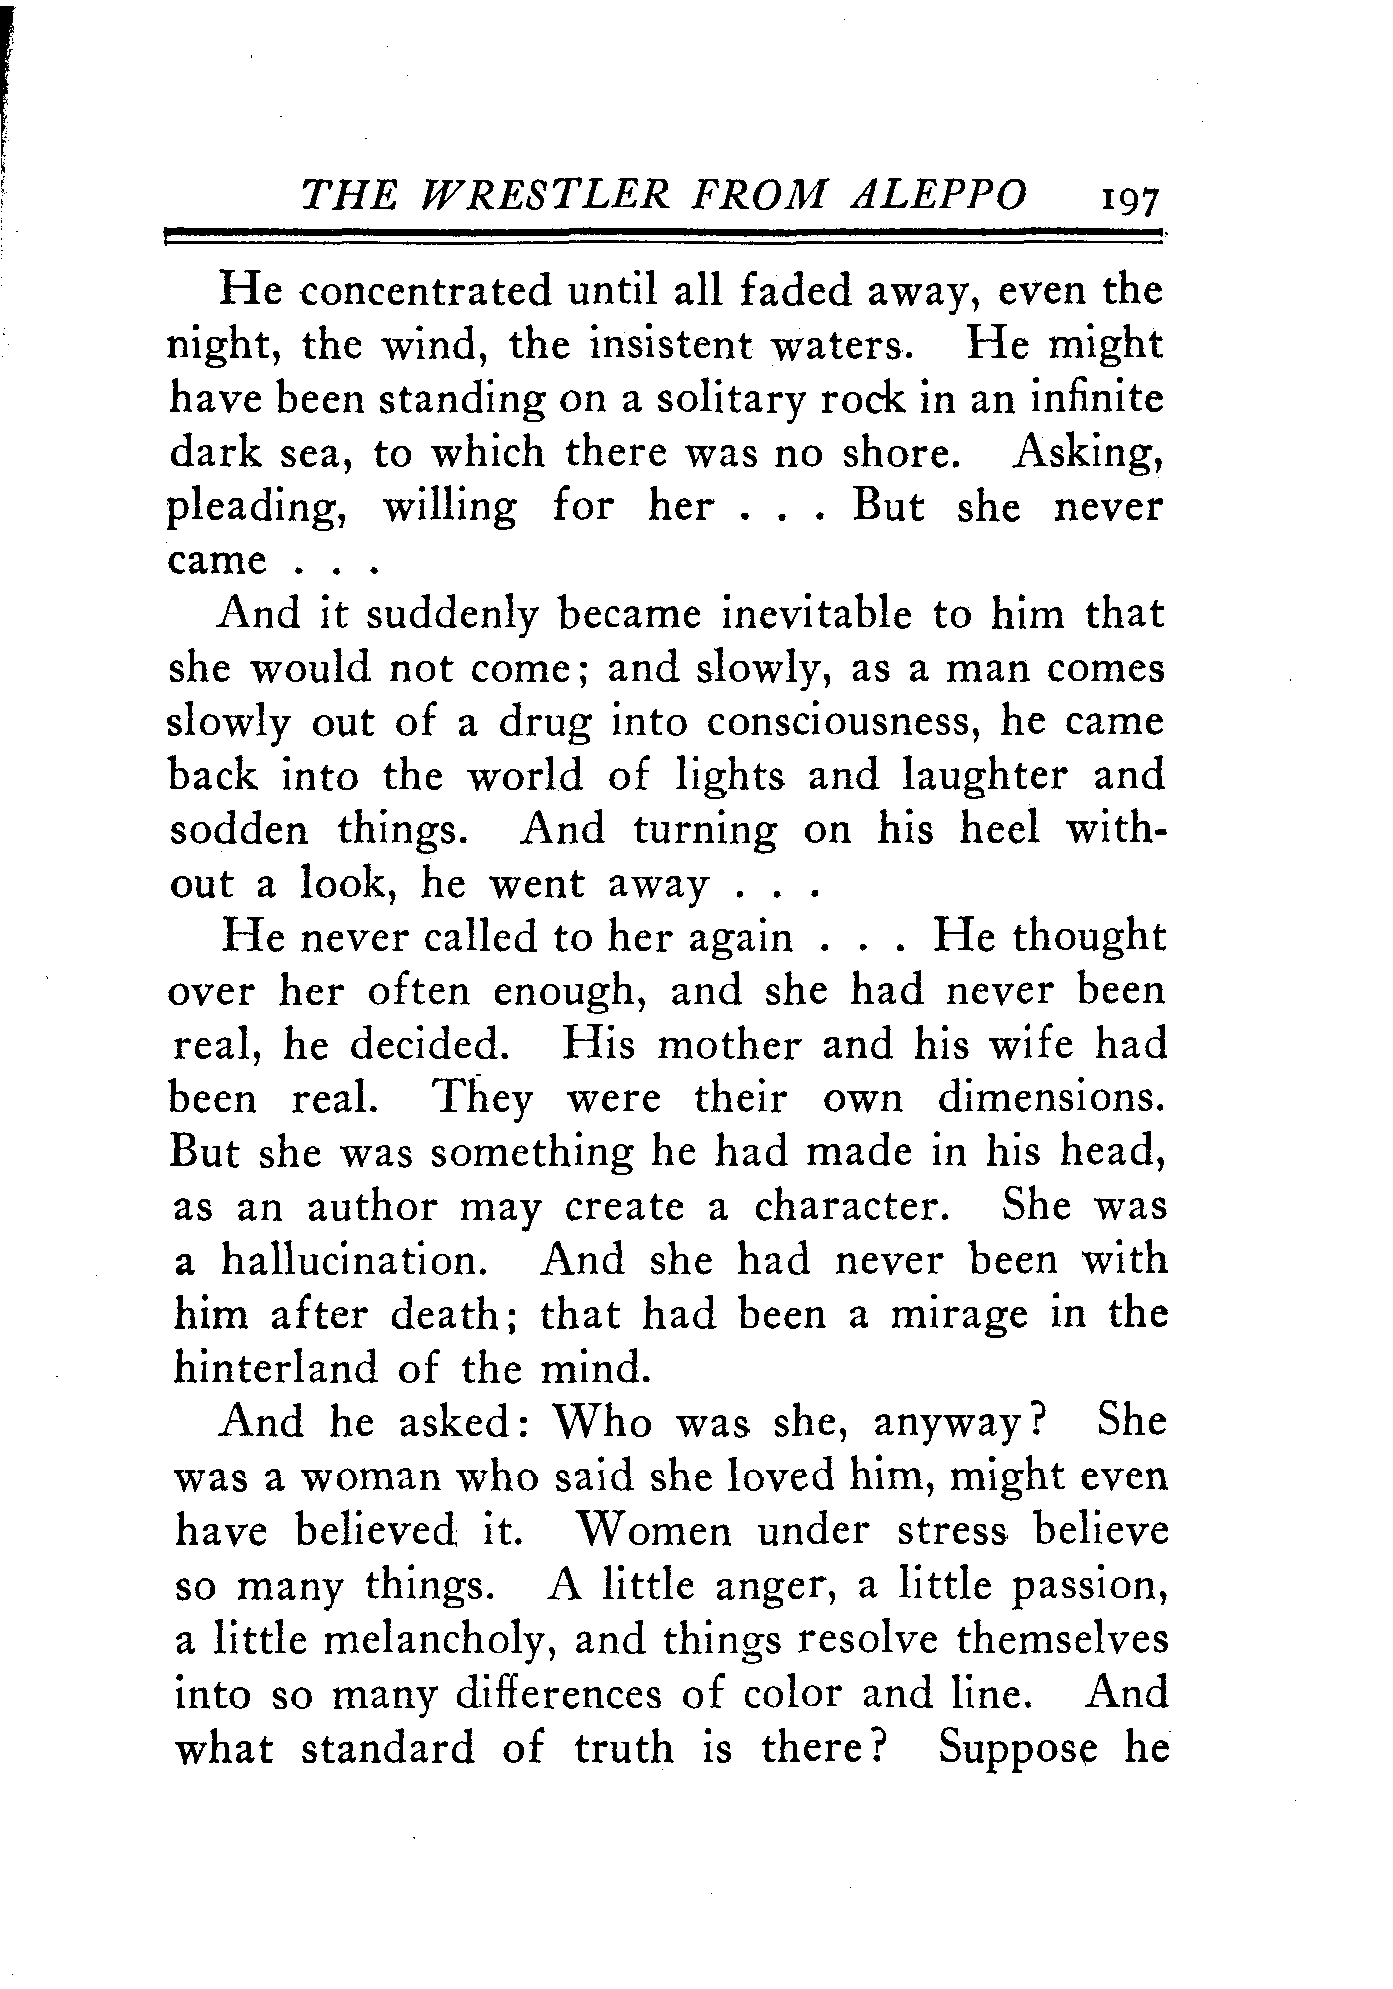 THE WRESTLER FROM ALEPPO 197
He concentrated until all faded away, even the
night, the wind, the insistent waters. He might
have been standing on a solitary rock in an infinite
dark sea, to which there was no shore. Asking,
pleading, willing for her . . . But she never
came . . .
And it suddenly became inevitable to him that
she would not come; and slowly, as a man comes
slowly out of a drug into consciousness, he came
back into the world of lights and laughter and
sodden things. And turning on his heel with-
out a look, he went away . . .
He never called to her again . . . He thought
over her often enough, and she had never been
real, he decided. His mother and his wife had
been real. They were their own dimensions.
But she was something he had made in his head,
as an author may create a character. She was
a hallucination. And she had never been with
him after death; that had been a mirage in the
hinterland of the mind.
And he asked: Who was she, anyway? She
was a woman who said she loved him, might even
have believed it. Women under stress believe
so many things. A little anger, a little passion,
a little melancholy, and things resolve themselves
into so many differences of color and line. And
what standard of truth is there? Suppose he